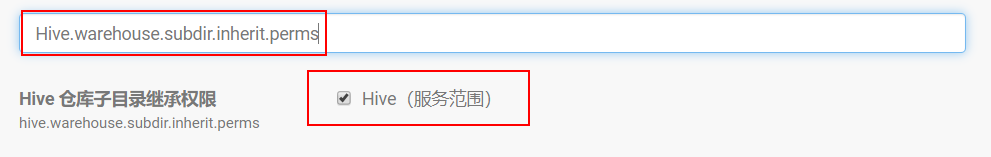 Hive.warehouse.subdir.inherit.perms
Hive 仓库子目录继承权限
Hive（服务范围）
hive.warehouse.subdir.inherit.perms